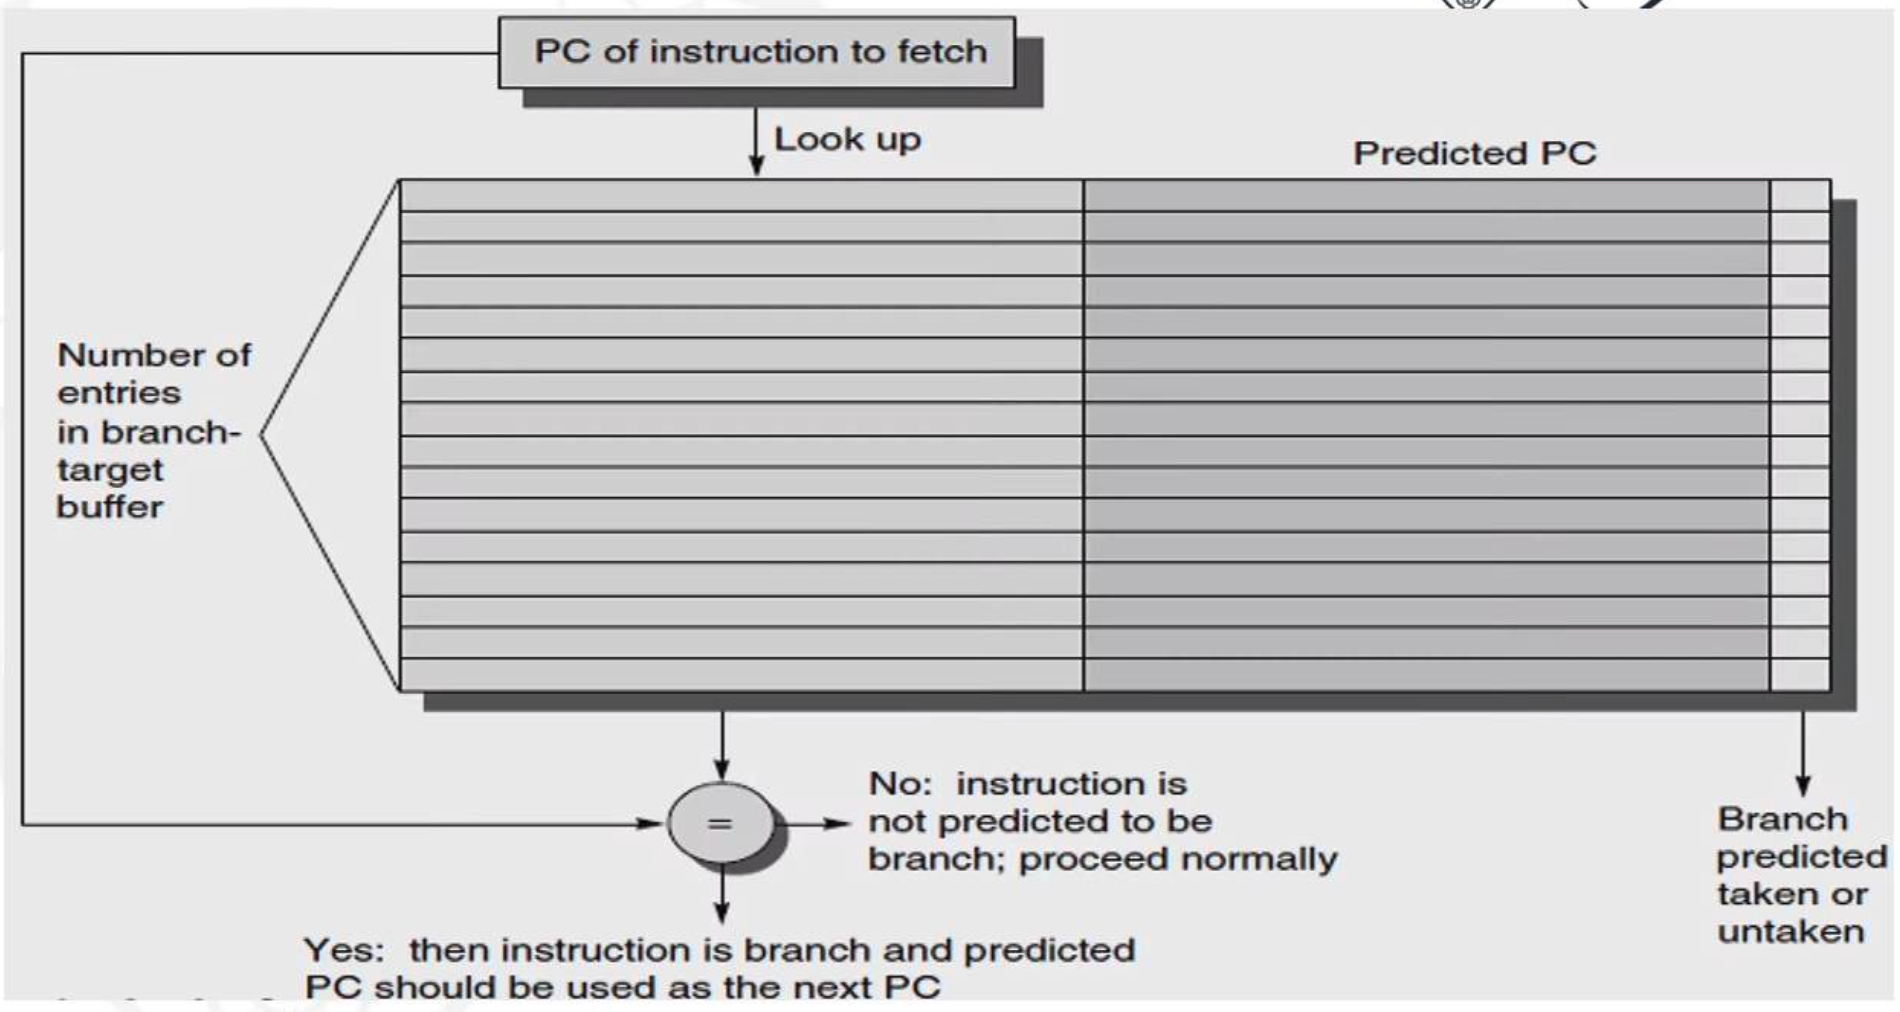 PC of instruction to fetch
Look up
Predicted PC
Number of
entries
in branch-
target
buffer
=
No: instruction is
not predicted to be
branch; proceed normally
Branch
predicted
taken or
untaken
Yes: then instruction is branch and predicted
PC should be used as the next PC